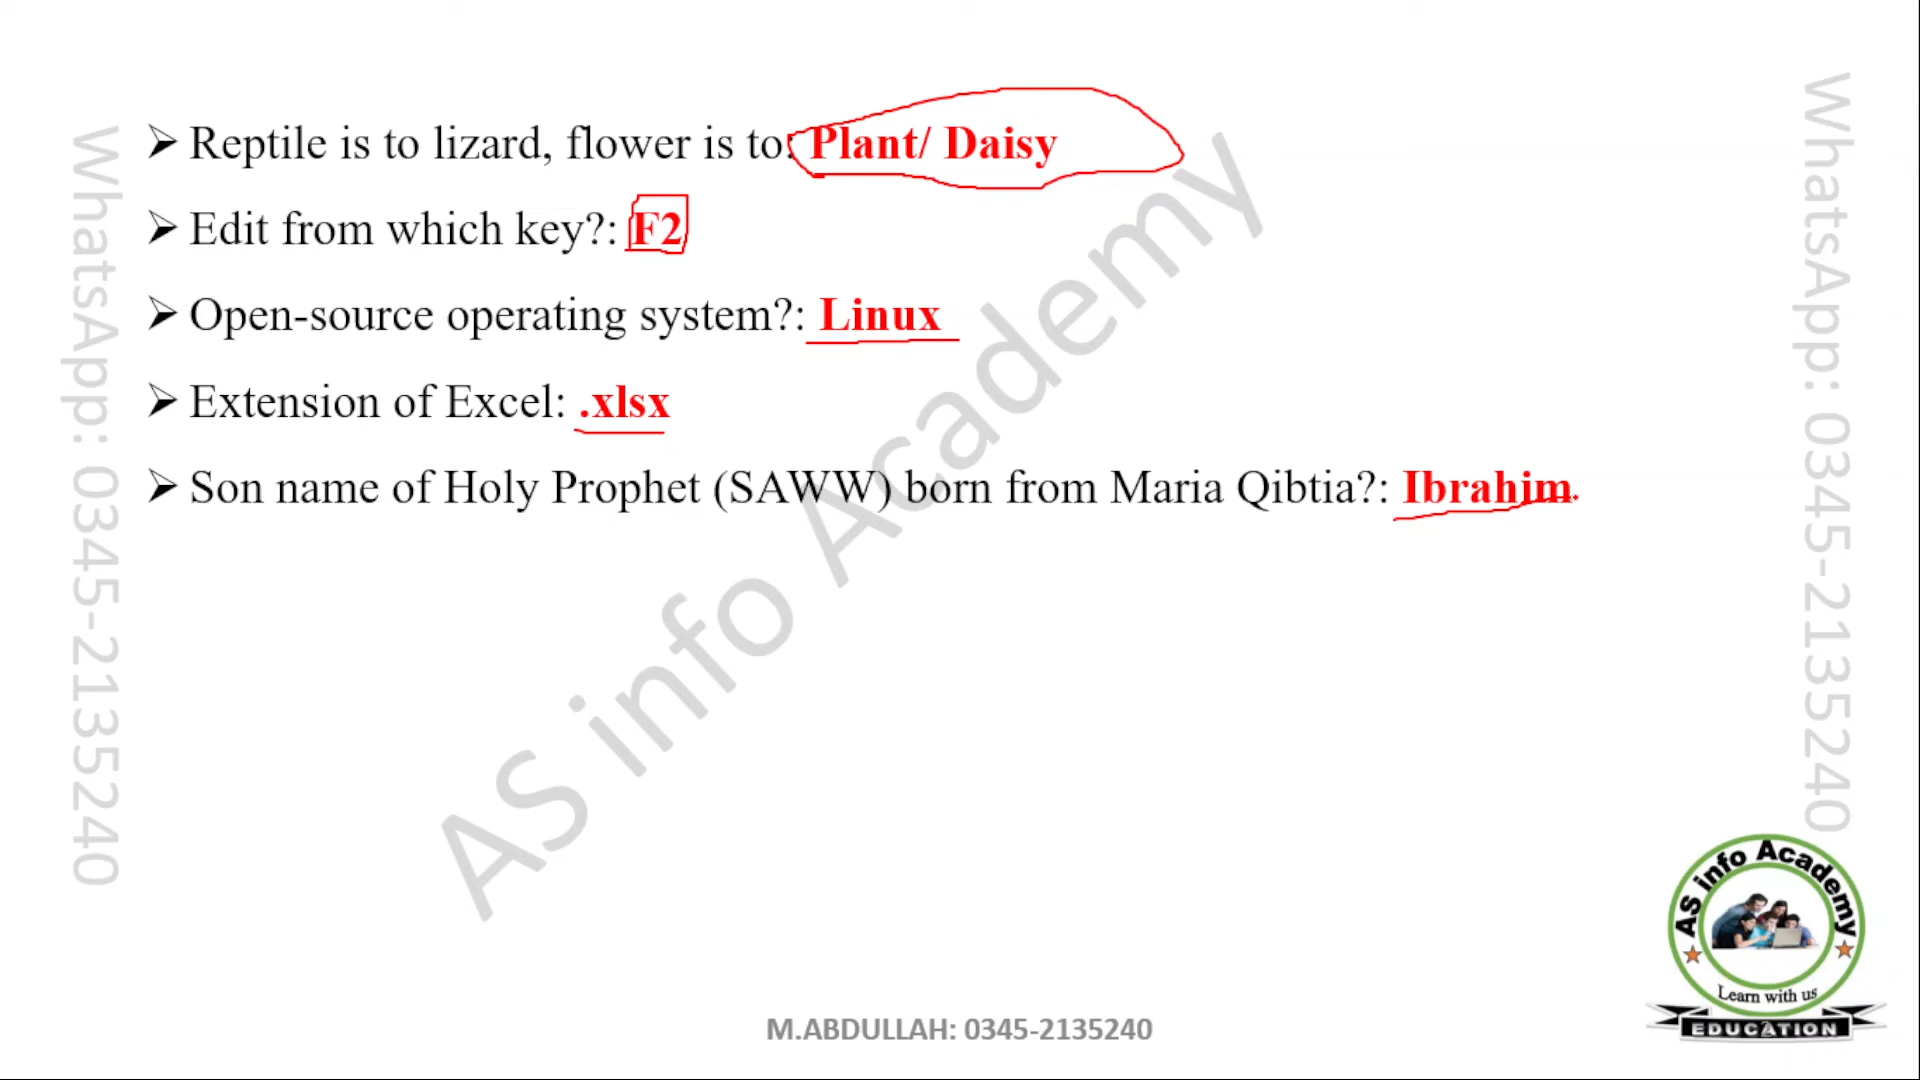 ➢ Reptile is to lizard, flower is to: Plant/ Daisy
➢ Edit from which key?: F2
➢ Open-source operating system?: Linux
➢ Extension of Excel: .xlsx
➢ Son name of Holy Prophet (SAWW) born from Maria Qibtia?: Ibrahim
WhatsApp: 0345-2135240
AS info Academy
WhatsApp: 0345-2135240
AS info Academy
Learn with us
EDUCATION
M.ABDULLAH: 0345-2135240